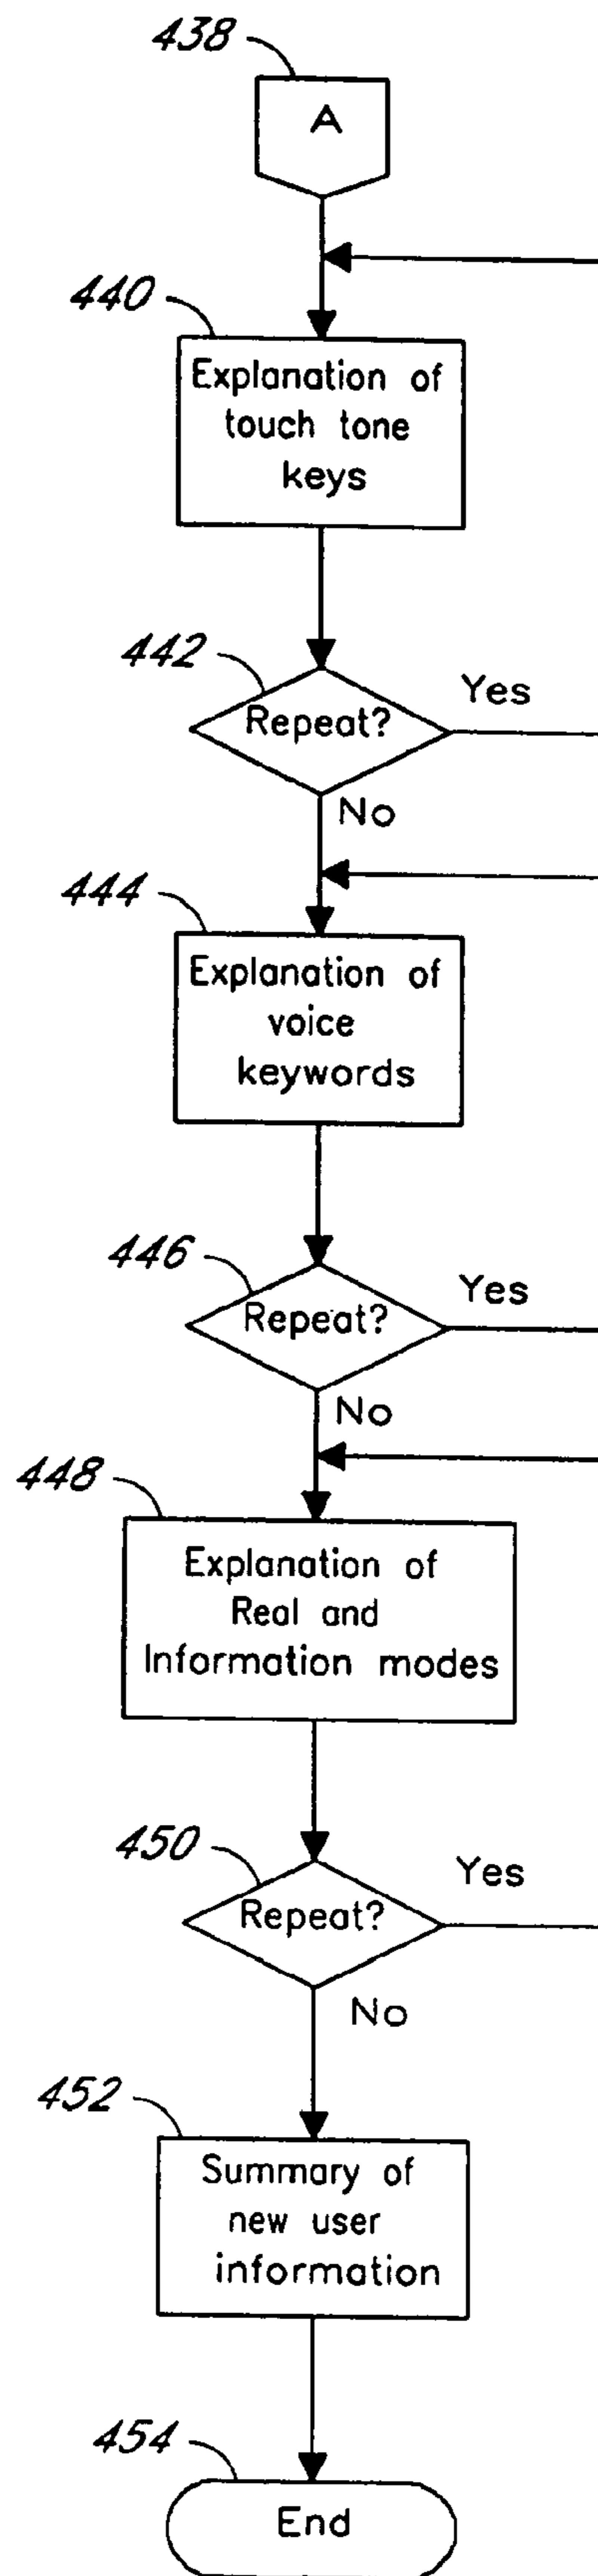 438
A
440
Explanation of
touch tone
keys
442
Repeat?
Yes
No
444
Explanation of
voice
keywords
446
Repeat?
Yes
No
448
Explanation of
Real and
Information modes
450
Repeat?
Yes
No
452
Summary of
new user
information
454
End